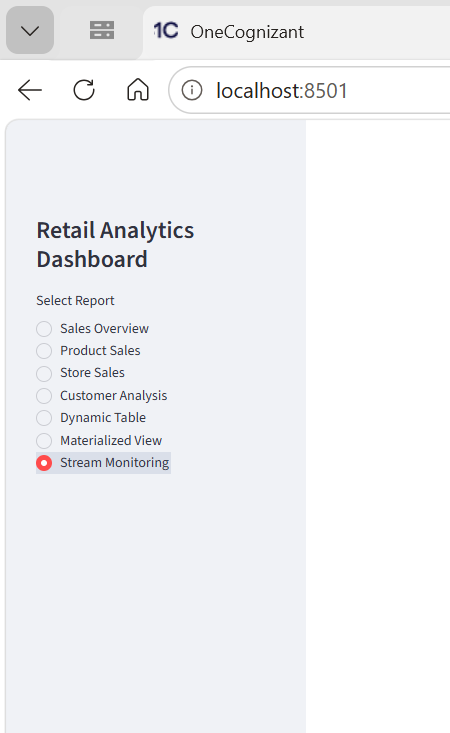 1C OneCognizant
localhost:8501
Retail Analytics
Dashboard
Select Report
Sales Overview
Product Sales
Store Sales
Customer Analysis
Dynamic Table
Materialized View
Stream Monitoring